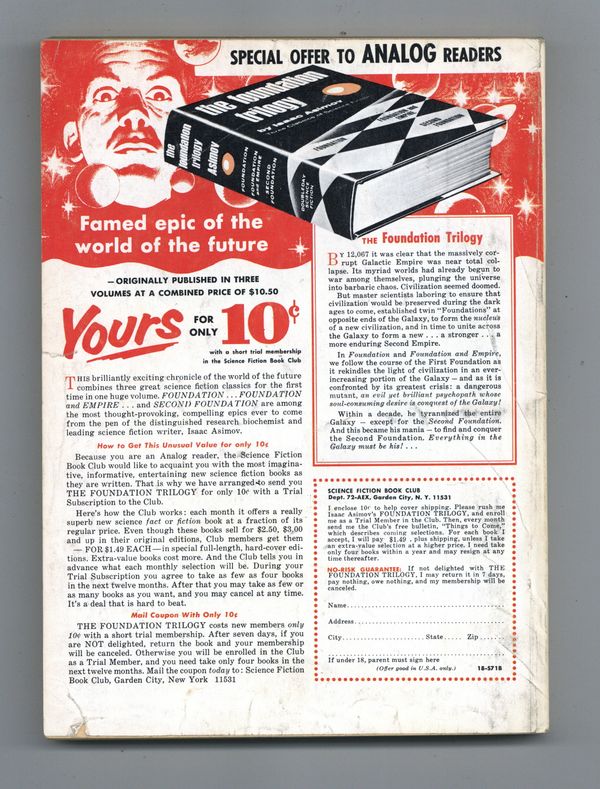 SPECIAL OFFER TO ANALOG READERS
the foundation
trilogy
by Isaac Asimov
Three Classics of Science Fiction
the
foundation
trilogy
Asimov
FOUNDATION
FOUNDATION
and EMPIRE
SECOND
FOUNDATION
DOUBLEDAY
SCIENCE
FICTION
FOUNDATION
FOUNDATION AND
EMPIRE
SECOND
FOUNDATION
Famed epic of the
world of the future
—ORIGINALLY PUBLISHED IN THREE
VOLUMES AT A COMBINED PRICE OF $10.50
Yours FOR
ONLY 10¢
with a short trial membership
in the Science Fiction Book Club
THIS brilliantly exciting chronicle of the world of the future
combines three great science fiction classics for the first
time in one huge volume. FOUNDATION . . . FOUNDATION
and EMPIRE . . . and SECOND FOUNDATION are among
the most thought-provoking, compelling epics ever to come
from the pen of the distinguished research biochemist and
leading science fiction writer, Isaac Asimov.
How to Get This Unusual Value for only 10¢
Because you are an Analog reader, the Science Fiction
Book Club would like to acquaint you with the most imagina-
tive, informative, entertaining new science fiction books as
they are written. That is why we have arranged to send you
THE FOUNDATION TRILOGY for only 10¢ with a Trial
Subscription to the Club.
Here's how the Club works: each month it offers a really
superb new science fact or fiction book at a fraction of its
regular price. Even though these books sell for $2.50, $3.00
and up in their original editions, Club members get them
— FOR $1.49 EACH — in special full-length, hard-cover edi-
tions. Extra-value books cost more. And the Club tells you in
advance what each monthly selection will be. During your
Trial Subscription you agree to take as few as four books
in the next twelve months. After that you may take as few or
as many books as you want, and you may cancel at any time.
It's a deal that is hard to beat.
Mail Coupon With Only 10¢
THE FOUNDATION TRILOGY costs new members only
10¢ with a short trial membership. After seven days, if you
are NOT delighted, return the book and your membership
will be canceled. Otherwise you will be enrolled in the Club
as a Trial Member, and you need take only four books in the
next twelve months. Mail the coupon today to: Science Fiction
Book Club, Garden City, New York 11531
THE Foundation Trilogy
BY 12,067 it was clear that the massively cor-
rupt Galactic Empire was near total col-
lapse. Its myriad worlds had already begun to
war among themselves, plunging the universe
into barbaric chaos. Civilization seemed doomed.
But master scientists laboring to ensure that
civilization would be preserved during the dark
ages to come, established twin "Foundations" at
opposite ends of the Galaxy, to form the nucleus
of a new civilization, and in time to unite across
the Galaxy to form a new . . . a stronger . . . a
more enduring Second Empire.
In Foundation and Foundation and Empire,
we follow the course of the First Foundation as
it rekindles the light of civilization in an ever-
increasing portion of the Galaxy — and as it is
confronted by its greatest crisis: a dangerous
mutant, an evil yet brilliant psychopath whose
soul-consuming desire is conquest of the Galaxy!
Within a decade, he tyrannized the entire
Galaxy — except for the Second Foundation.
And this became his mania — to find and conquer
the Second Foundation. Everything in the
Galaxy must be his! . . .
SCIENCE FICTION BOOK CLUB
Dept. 72-AEX, Garden City, N. Y. 11531
I enclose 10¢ to help cover shipping. Please rush me
Isaac Asimov's FOUNDATION TRILOGY, and enroll
me as a Trial Member in the Club. Then, every month
send me the Club's free bulletin, "Things to Come,"
which describes coming selections. For each book I
accept, I will pay $1.49, plus shipping, unless I take
an extra-value selection at a higher price. I need take
only four books within a year and may resign at any
time thereafter.
NO-RISK GUARANTEE: If not delighted with THE
FOUNDATION TRILOGY, I may return it in 7 days,
pay nothing, owe nothing, and my membership will be
canceled.
Name
Address
City State Zip
If under 18, parent must sign here
(Offer good in U.S.A. only.) 18-S71B